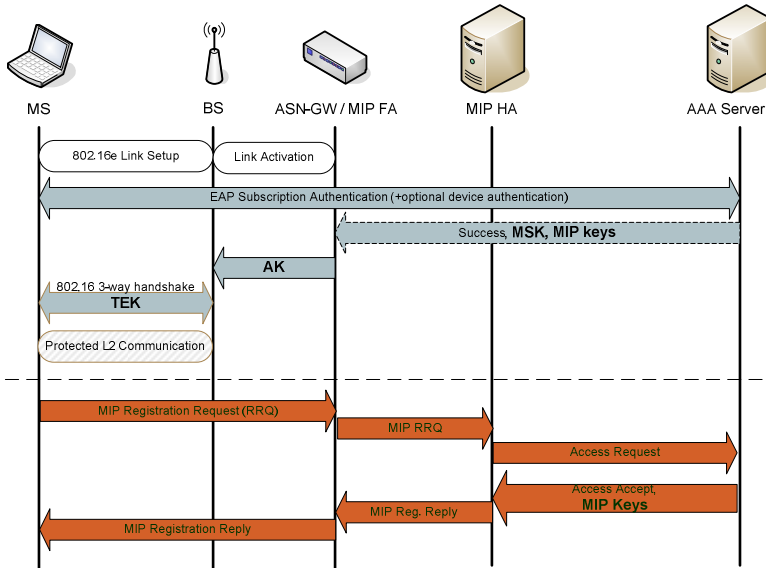 MS
BS
ASN-GW / MIP FA
MIP HA
AAA Server
802.16e Link Setup
Link Activation
EAP Subscription Authentication (+optional device authentication)
Success, MSK, MIP keys
AK
802.16 3-way handshake
TEK
Protected L2 Communication
MIP Registration Request (RRQ)
MIP RRQ
Access Request
Access Accept,
MIP Keys
MIP Reg. Reply
MIP Registration Reply